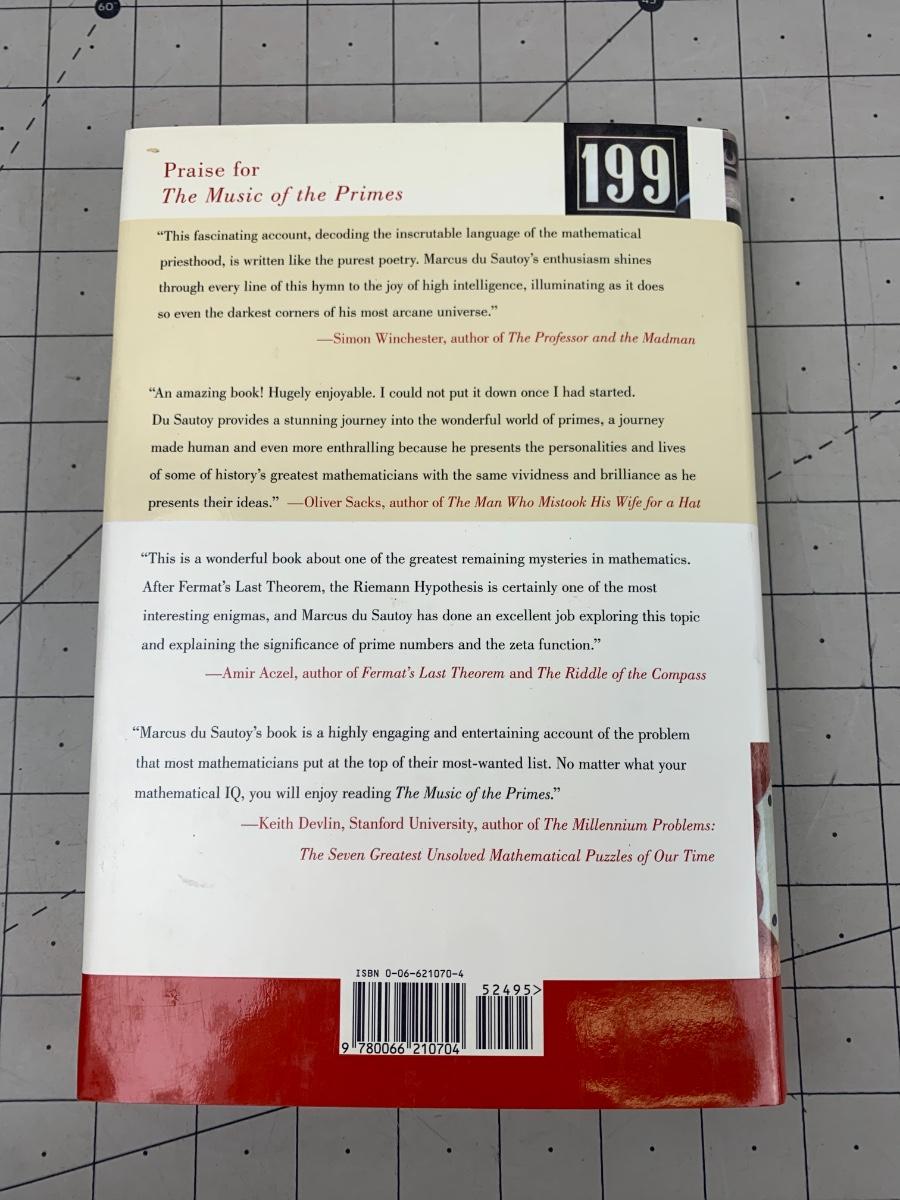 60°
45
199
Praise for
The Music of the Primes
“This fascinating account, decoding the inscrutable language of the mathematical
priesthood, is written like the purest poetry. Marcus du Sautoy’s enthusiasm shines
through every line of this hymn to the joy of high intelligence, illuminating as it does
so even the darkest corners of his most arcane universe.”
—Simon Winchester, author of The Professor and the Madman
“An amazing book! Hugely enjoyable. I could not put it down once I had started.
Du Sautoy provides a stunning journey into the wonderful world of primes, a journey
made human and even more enthralling because he presents the personalities and lives
of some of history’s greatest mathematicians with the same vividness and brilliance as he
presents their ideas.” —Oliver Sacks, author of The Man Who Mistook His Wife for a Hat
“This is a wonderful book about one of the greatest remaining mysteries in mathematics.
After Fermat’s Last Theorem, the Riemann Hypothesis is certainly one of the most
interesting enigmas, and Marcus du Sautoy has done an excellent job exploring this topic
and explaining the significance of prime numbers and the zeta function.”
—Amir Aczel, author of Fermat’s Last Theorem and The Riddle of the Compass
“Marcus du Sautoy’s book is a highly engaging and entertaining account of the problem
that most mathematicians put at the top of their most-wanted list. No matter what your
mathematical IQ, you will enjoy reading The Music of the Primes.”
—Keith Devlin, Stanford University, author of The Millennium Problems:
The Seven Greatest Unsolved Mathematical Puzzles of Our Time
ISBN 0-06-621070-4
52495>
9 780066 210704